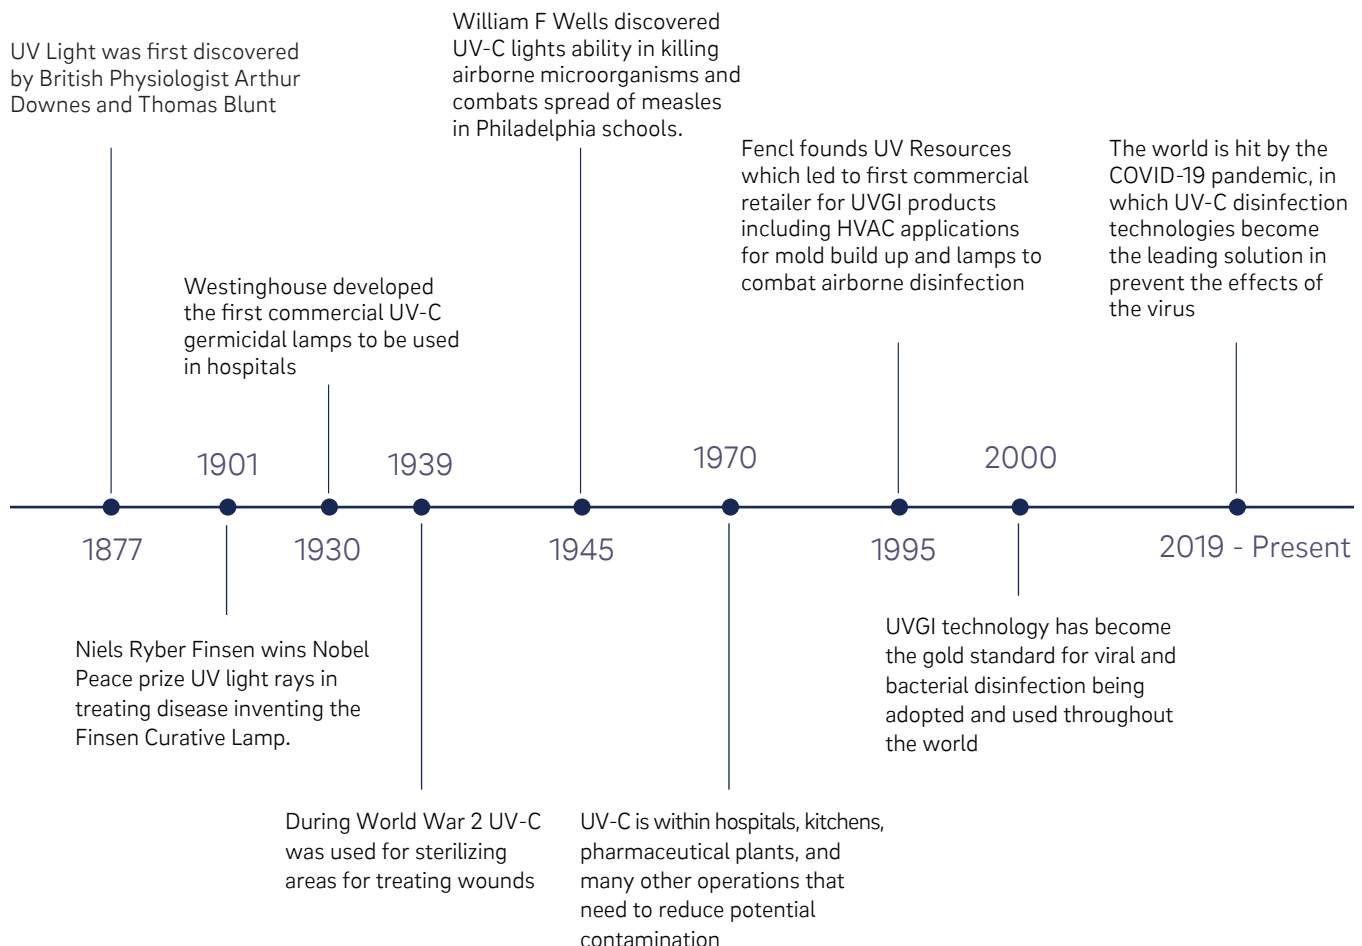 UV Light was first discovered
by British Physiologist Arthur
Downes and Thomas Blunt
William F Wells discovered
UV-C lights ability in killing
airborne microorganisms and
combats spread of measles
in Philadelphia schools.
Fencl founds UV Resources
which led to first commercial
retailer for UVGI products
including HVAC applications
for mold build up and lamps to
combat airborne disinfection
The world is hit by the
COVID-19 pandemic, in
which UV-C disinfection
technologies become
the leading solution in
prevent the effects of
the virus
Westinghouse developed
the first commercial UV-C
germicidal lamps to be used
in hospitals
1901
1939
1970
2000
1877
1930
1945
1995
2019 - Present
Niels Ryber Finsen wins Nobel
Peace prize UV light rays in
treating disease inventing the
Finsen Curative Lamp.
UVGI technology has become
the gold standard for viral and
bacterial disinfection being
adopted and used throughout
the world
During World War 2 UV-C
was used for sterilizing
areas for treating wounds
UV-C is within hospitals, kitchens,
pharmaceutical plants, and
many other operations that
need to reduce potential
contamination